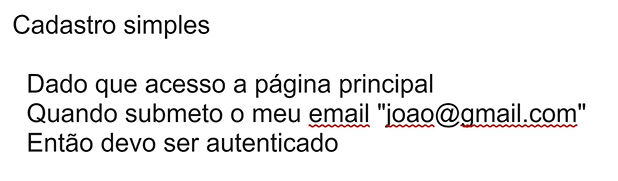 Cadastro simples
Dado que acesso a página principal
Quando submeto o meu email "joao@gmail.com"
Então devo ser autenticado